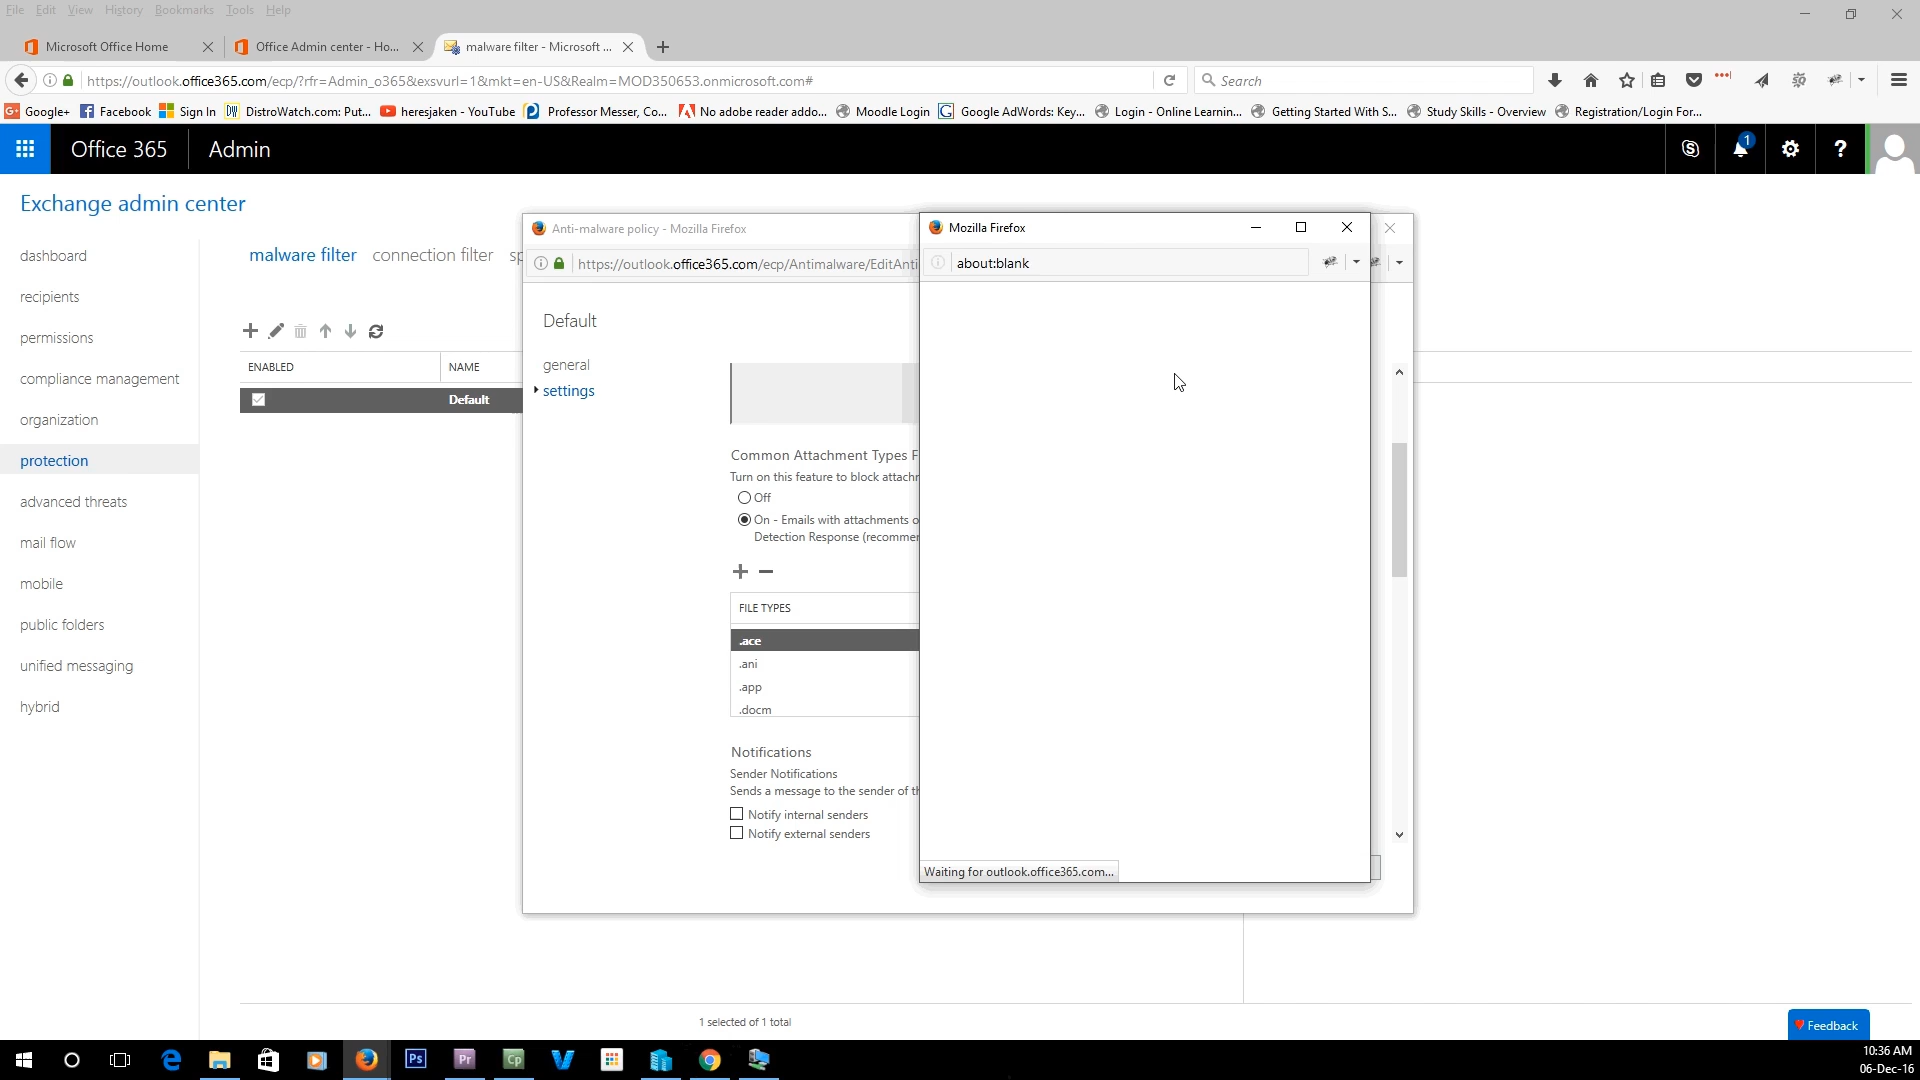 File Edit View History Bookmarks Tools Help
Microsoft Office Home
Office Admin center - Ho...
malware filter - Microsoft ...
https://outlook.office365.com/ecp/?rfr=Admin_o365&exsvurl=1&mkt=en-US&Realm=MOD350653.onmicrosoft.com#
Search
Google+ Facebook Sign In DistroWatch.com: Put... heresjaken - YouTube Professor Messer, Co... No adobe reader addo... Moodle Login Google AdWords: Key... Login - Online Learnin... Getting Started With S... Study Skills - Overview Registration/Login For...
Office 365
Admin
1
?
Exchange admin center
dashboard
recipients
permissions
compliance management
organization
protection
advanced threats
mail flow
mobile
public folders
unified messaging
hybrid
malware filter connection filter sp
ENABLED NAME
Default
Anti-malware policy - Mozilla Firefox
https://outlook.office365.com/ecp/Antimalware/EditAnti
Default
general
settings
Common Attachment Types F
Turn on this feature to block attachr
Off
On - Emails with attachments o
Detection Response (recommer
FILE TYPES
.ace
.ani
.app
.docm
Notifications
Sender Notifications
Sends a message to the sender of th
Notify internal senders
Notify external senders
Mozilla Firefox
about:blank
Waiting for outlook.office365.com...
1 selected of 1 total
Feedback
Ps
Pr
Cp
10:36 AM
06-Dec-16